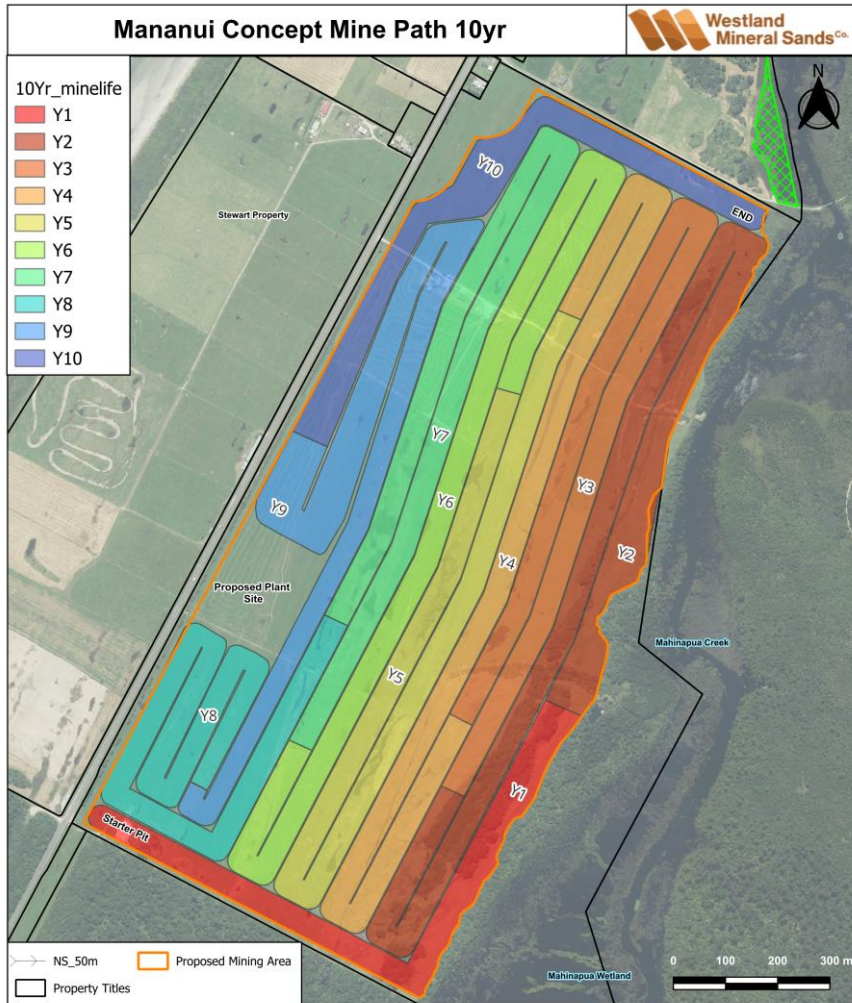 Mananui Concept Mine Path 10yr
Westland
Mineral Sands Co.
10Yr_minelife
Y1
Y2
Y3
Y4
Y5
Y6
Y7
Y8
Y9
Y10
N
Y10
END
Stewart Property
Y7
Y6
Y3
Y9
Y4
Y2
Proposed Plant
Site
Mahinapua Creek
Y5
Y8
Y1
Starter Pit
NS_50m
Proposed Mining Area
Property Titles
Mahinapua Wetland
0 100 200 300 m